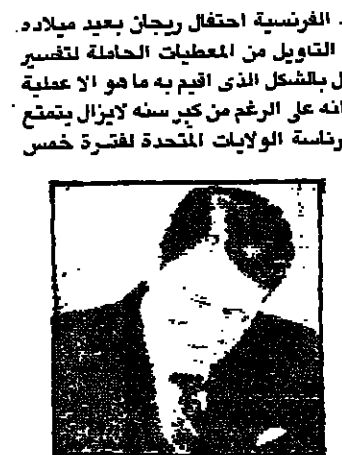 . الفرنسية احتفال ريجان بعيد ميلاده.
التاويل من المعطيات الحاملة لتفسير
ل بالشكل الذى اقيم به ما هو الا عملية
انه على الرغم من كبر سنه لايزال يتمتع
رئاسة الولايات المتحدة لفتـرة خمس